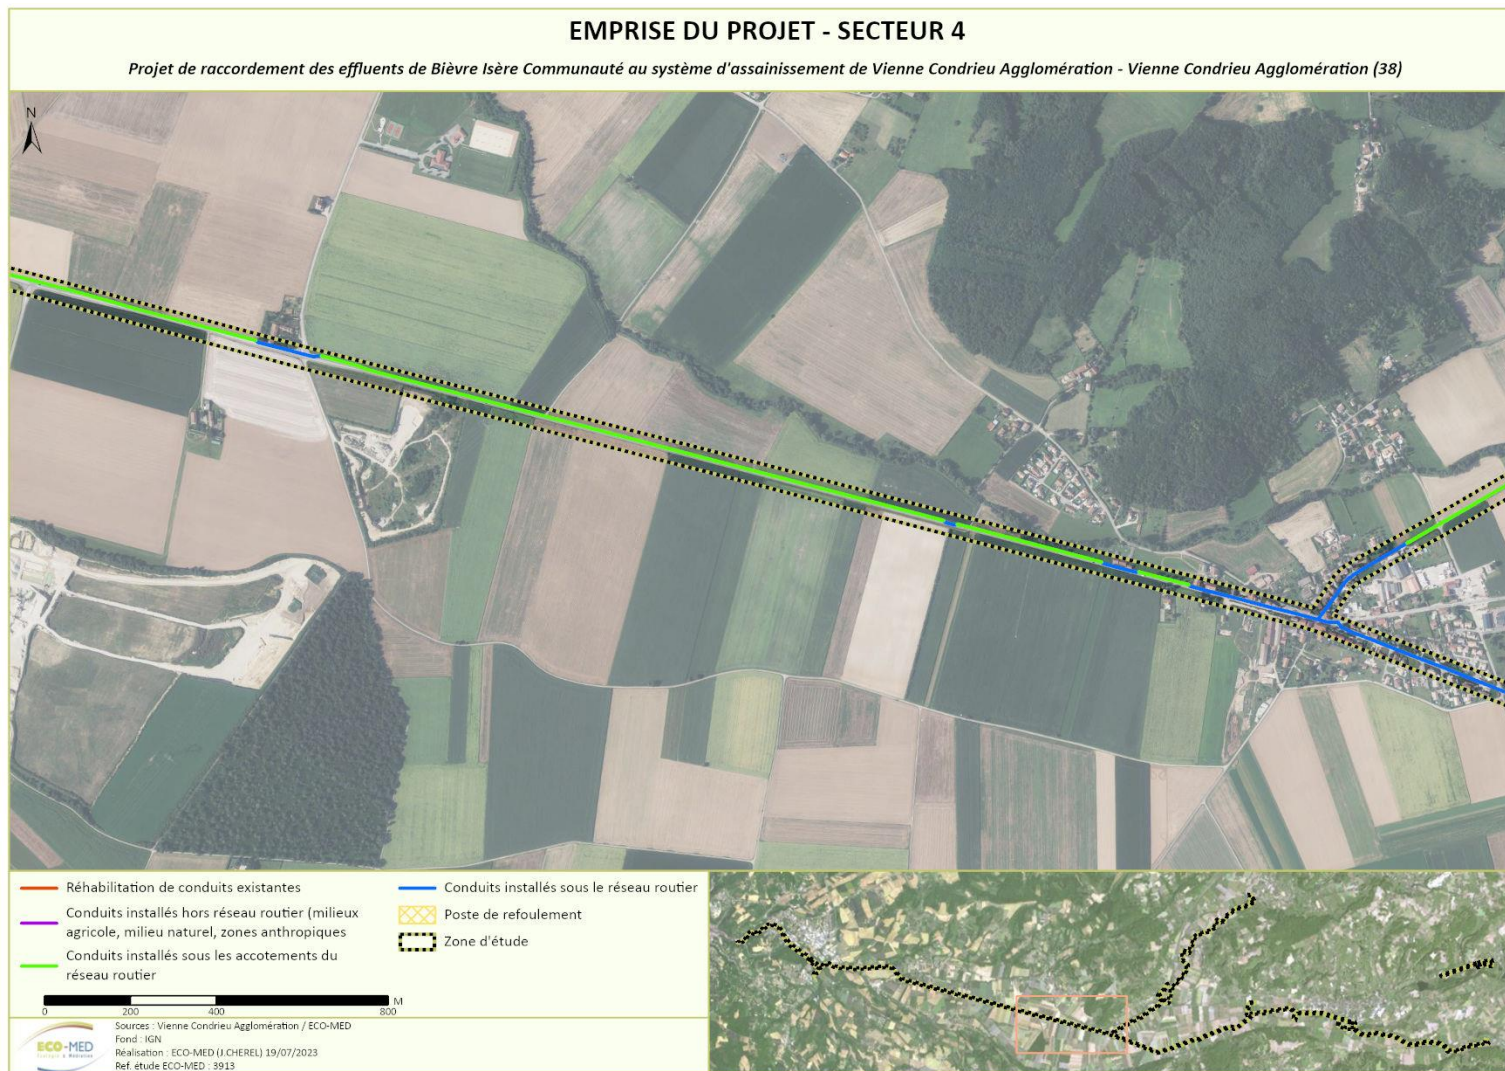 EMPRISE DU PROJET - SECTEUR 4
Projet de raccordement des effluents de Bièvre Isère Communauté au système d'assainissement de Vienne Condrieu Agglomération - Vienne Condrieu Agglomération (38)
N
Réhabilitation de conduits existantes
Conduits installés hors réseau routier (milieux
agricole, milieu naturel, zones anthropiques
Conduits installés sous les accotements du
réseau routier
Conduits installés sous le réseau routier
Poste de refoulement
Zone d'étude
M
0 200 400 800
ECO-MED
Ecologie & Médiation
Sources : Vienne Condrieu Agglomération / ECO-MED
Fond : IGN
Réalisation : ECO-MED (J.CHEREL) 19/07/2023
Ref. étude ECO-MED : 3913